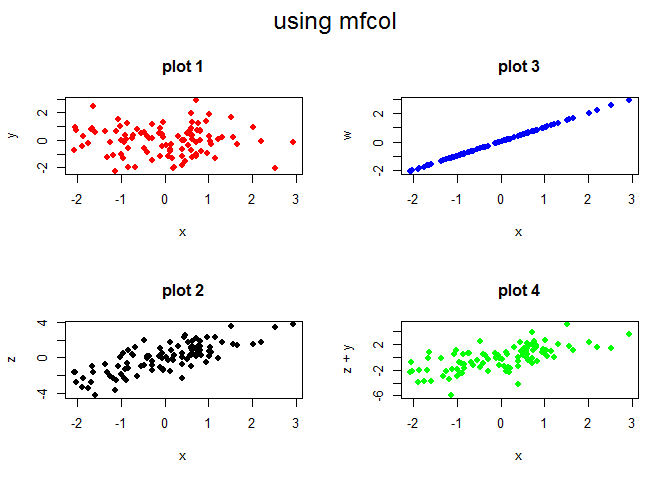 using mfcol
plot 1
y
2
0
-2
-2 -1 0 1 2 3
x
plot 3
w
2
0
-2
-2 -1 0 1 2 3
x
plot 2
z
4
0
-4
-2 -1 0 1 2 3
x
plot 4
z + y
2
-2
-6
-2 -1 0 1 2 3
x